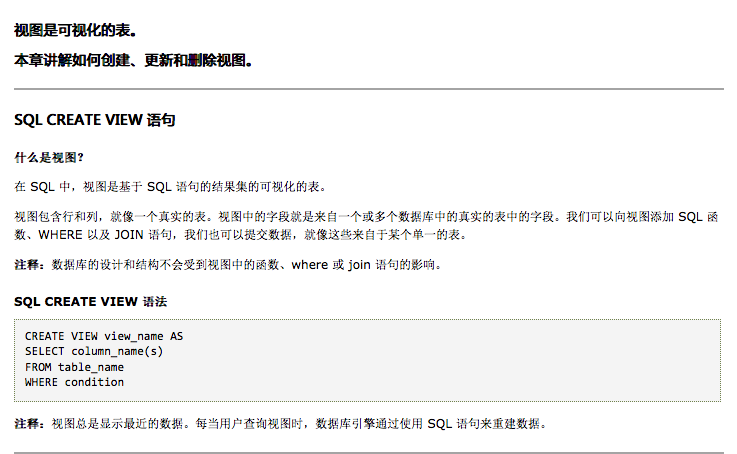 视图是可视化的表。
本章讲解如何创建、更新和删除视图。
SQL CREATE VIEW 语句
什么是视图？
在 SQL 中，视图是基于 SQL 语句的结果集的可视化的表。
视图包含行和列，就像一个真实的表。视图中的字段就是来自一个或多个数据库中的真实的表中的字段。我们可以向视图添加 SQL 函
数、WHERE 以及 JOIN 语句，我们也可以提交数据，就像这些来自于某个单一的表。
注释：数据库的设计和结构不会受到视图中的函数、where 或 join 语句的影响。
SQL CREATE VIEW 语法
CREATE VIEW view_name AS
SELECT column_name(s)
FROM table_name
WHERE condition
注释：视图总是显示最近的数据。每当用户查询视图时，数据库引擎通过使用 SQL 语句来重建数据。